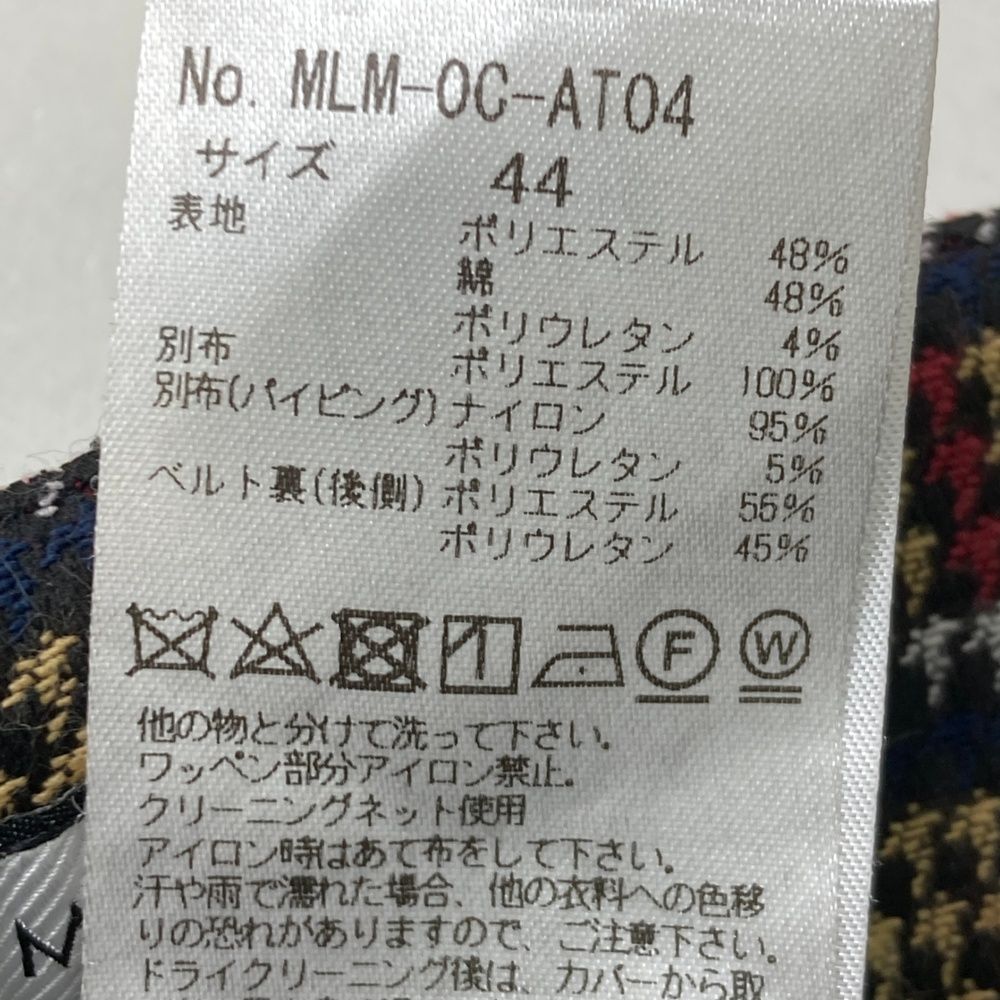 No. MLM-OC-AT04
サイズ 44
表地 ポリエステル 48%
綿 48%
ポリウレタン 4%
別布 ポリエステル 100%
別布(パイピング) ナイロン 95%
ポリウレタン 5%
ベルト裏(後側) ポリエステル 55%
ポリウレタン 45%
F W
他の物と分けて洗って下さい。
ワッペン部分アイロン禁止。
クリーニングネット使用
アイロン時はあて布をして下さい。
汗や雨で濡れた場合、他の衣料への色移
りの恐れがありますので、ご注意下さい。
ドライクリーニング後は、カバーから取